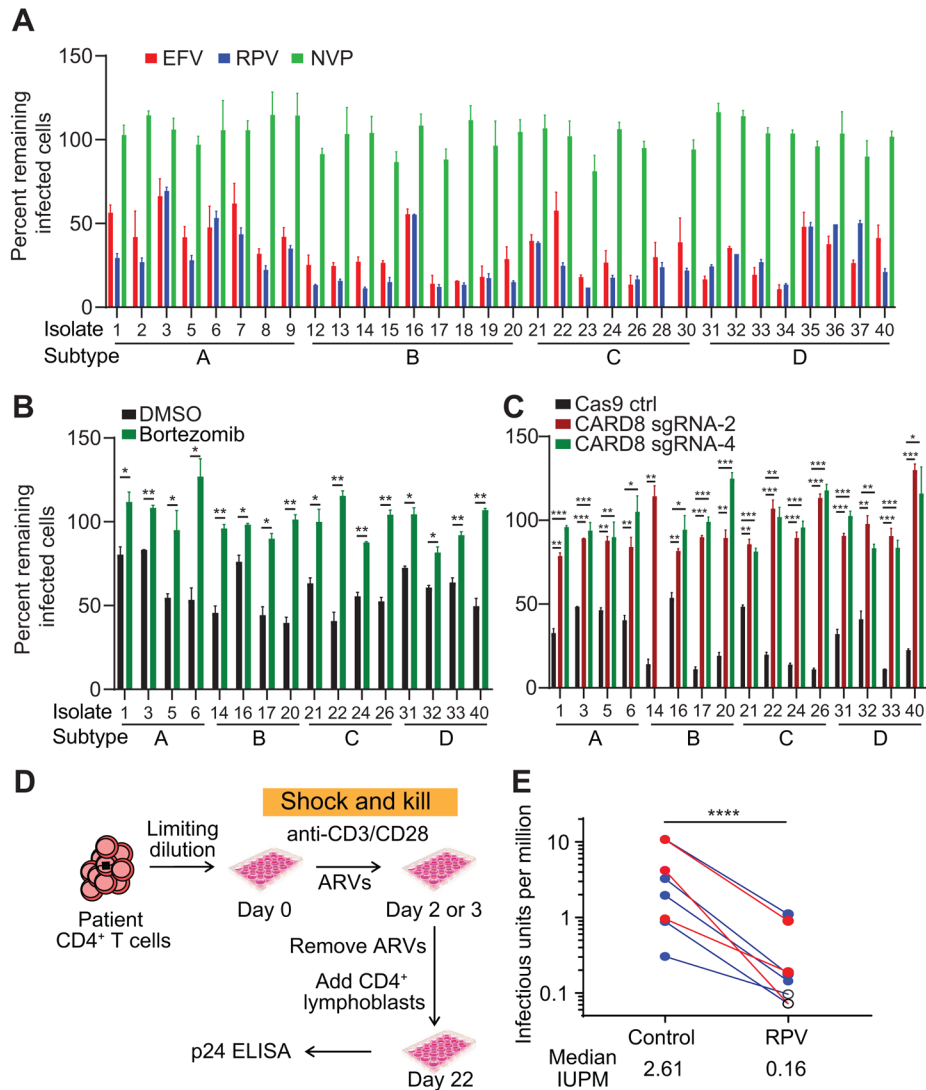 A
150
100
50
0
Percent remaining
infected cells
EFV RPV NVP
Isolate 1 2 3 5 6 7 8 9 12 13 14 15 16 17 18 19 20 21 22 23 24 26 28 30 31 32 33 34 35 36 37 40
Subtype A B C D
B
DMSO
Bortezomib
150
100
50
0
Percent remaining
infected cells
* ** * * ** * * ** * ** ** ** * * ** **
Isolate 1 3 5 6 14 16 17 20 21 22 24 26 31 32 33 40
Subtype A B C D
C
Cas9 ctrl
CARD8 sgRNA-2
CARD8 sgRNA-4
150
100
50
0
1 3 5 6 14 16 17 20 21 22 24 26 31 32 33 40
A B C D
D
Shock and kill
Limiting
dilution
anti-CD3/CD28
ARVs
Patient
CD4⁺ T cells
Day 0
Day 2 or 3
Remove ARVs
Add CD4⁺
lymphoblasts
p24 ELISA
Day 22
E
****
10
1
0.1
Infectious units per million
Control RPV
Median
IUPM
2.61 0.16